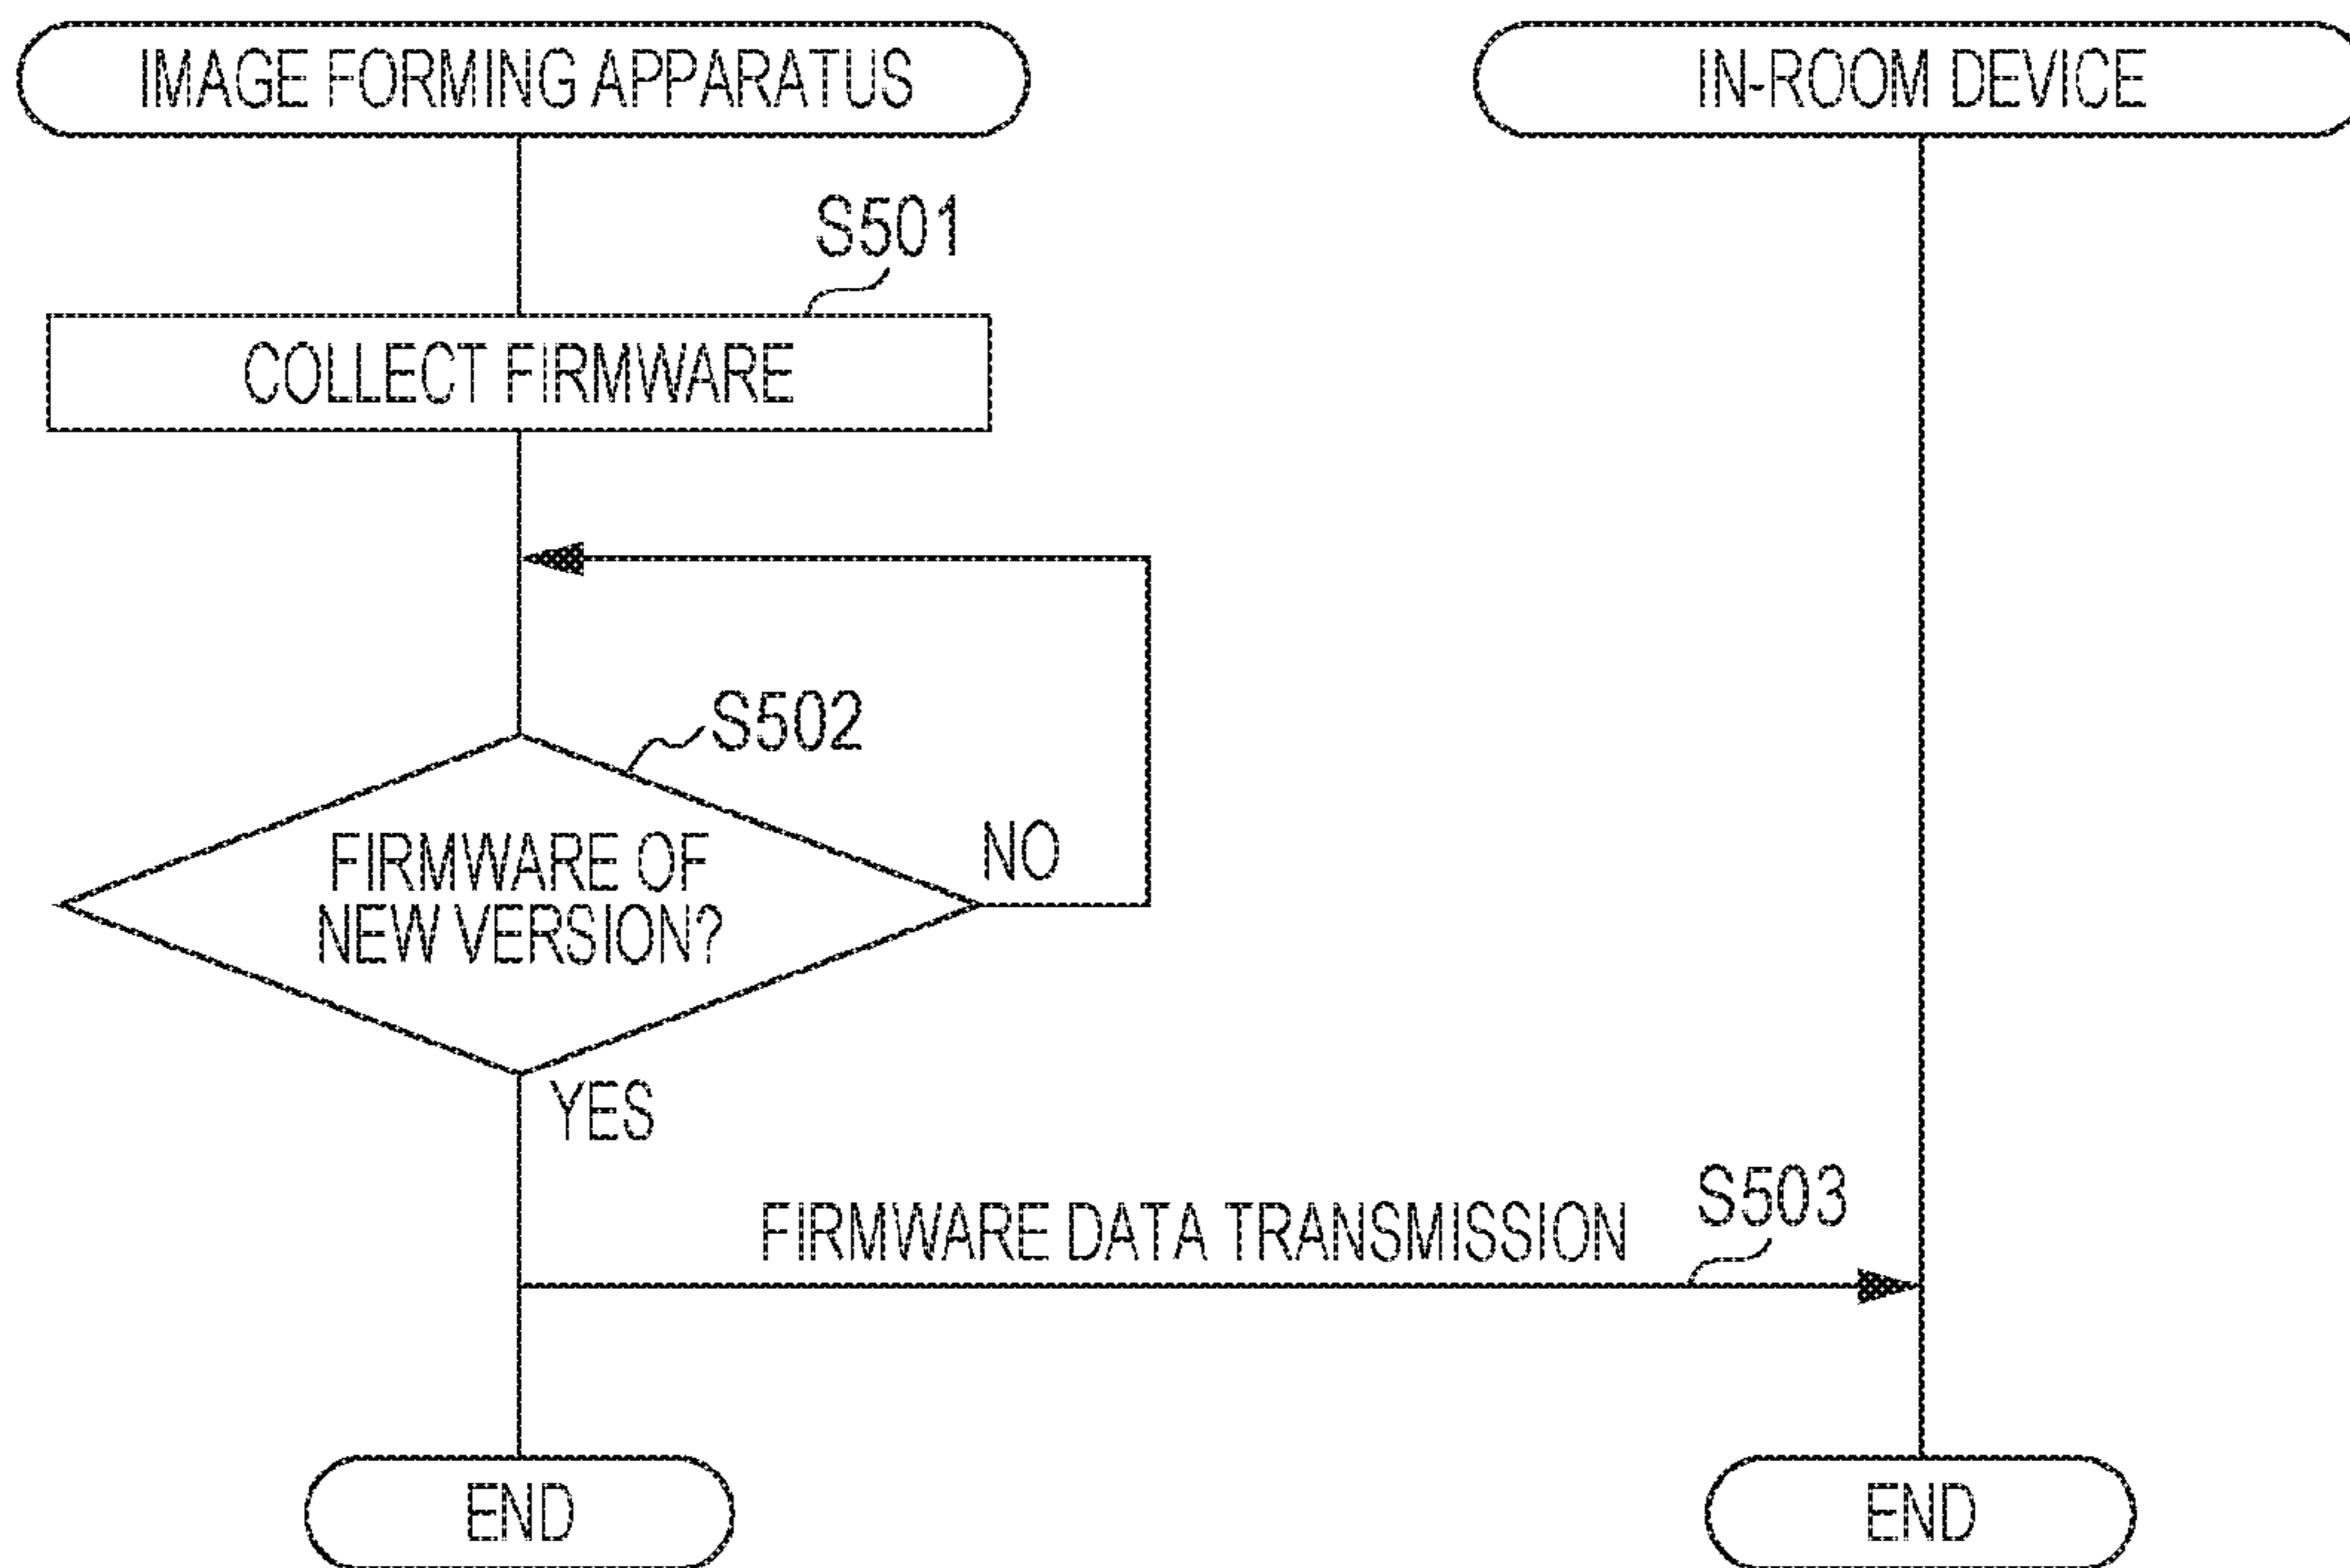 IMAGE FORMING APPARATUS
IN-ROOM DEVICE
S501
COLLECT FIRMWARE
S502
FIRMWARE OF
NEW VERSION?
NO
YES
FIRMWARE DATA TRANSMISSION
S503
END
END